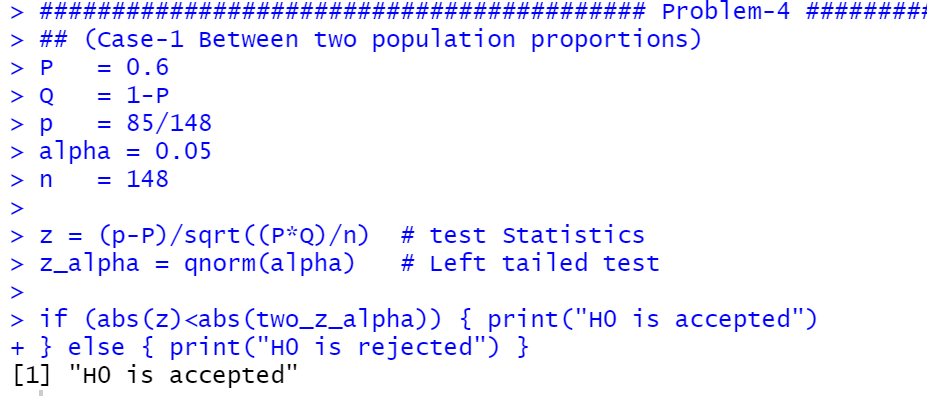 > ########################################## Problem-4 #########
> ## (Case-1 Between two population proportions)
> P   = 0.6
> Q   = 1-P
> p   = 85/148
> alpha = 0.05
> n   = 148
>
> z = (p-P)/sqrt((P*Q)/n)  # test Statistics
> z_alpha = qnorm(alpha)   # Left tailed test
>
> if (abs(z)<abs(two_z_alpha)) { print("H0 is accepted")
+ } else { print("H0 is rejected") }
[1] "H0 is accepted"